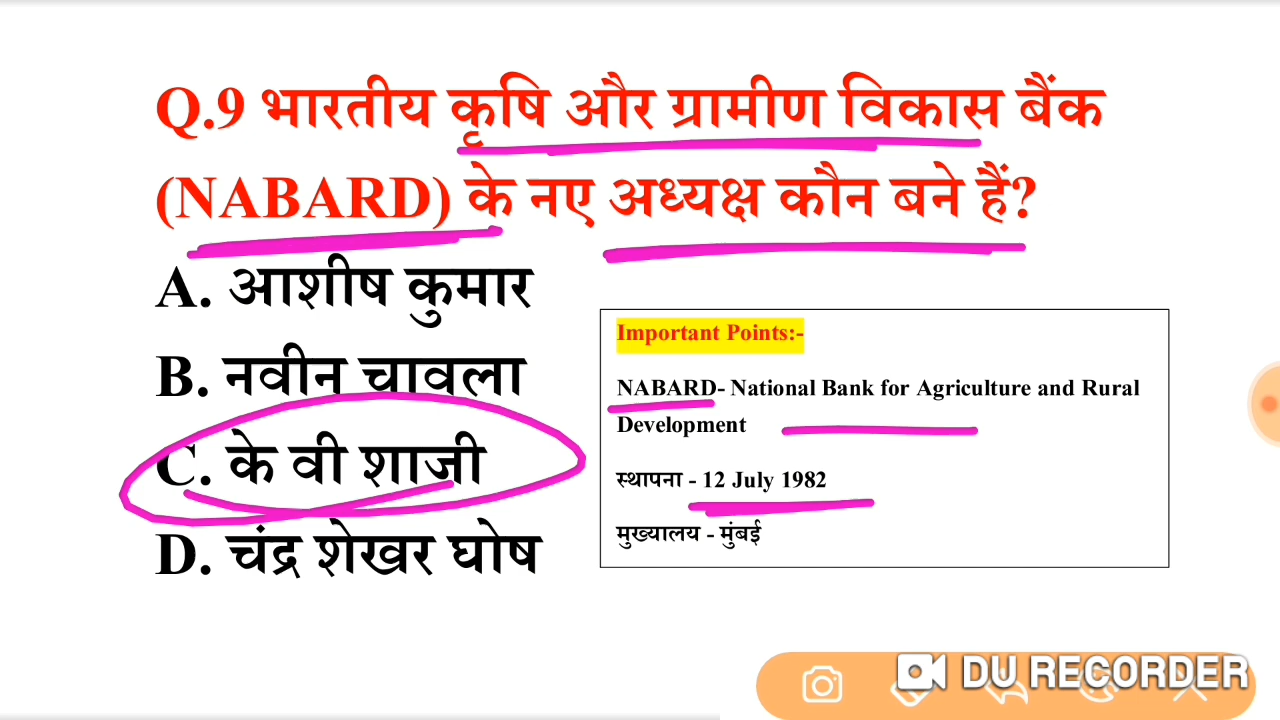 Q.9 भारतीय कृषि और ग्रामीण विकास बैंक
(NABARD) के नए अध्यक्ष कौन बने हैं?
A. आशीष कुमार
B. नवीन चावला
C. के वी शाजी
D. चंद्र शेखर घोष
Important Points:-
NABARD- National Bank for Agriculture and Rural
Development
स्थापना - 12 July 1982
मुख्यालय - मुंबई
DU RECORDER